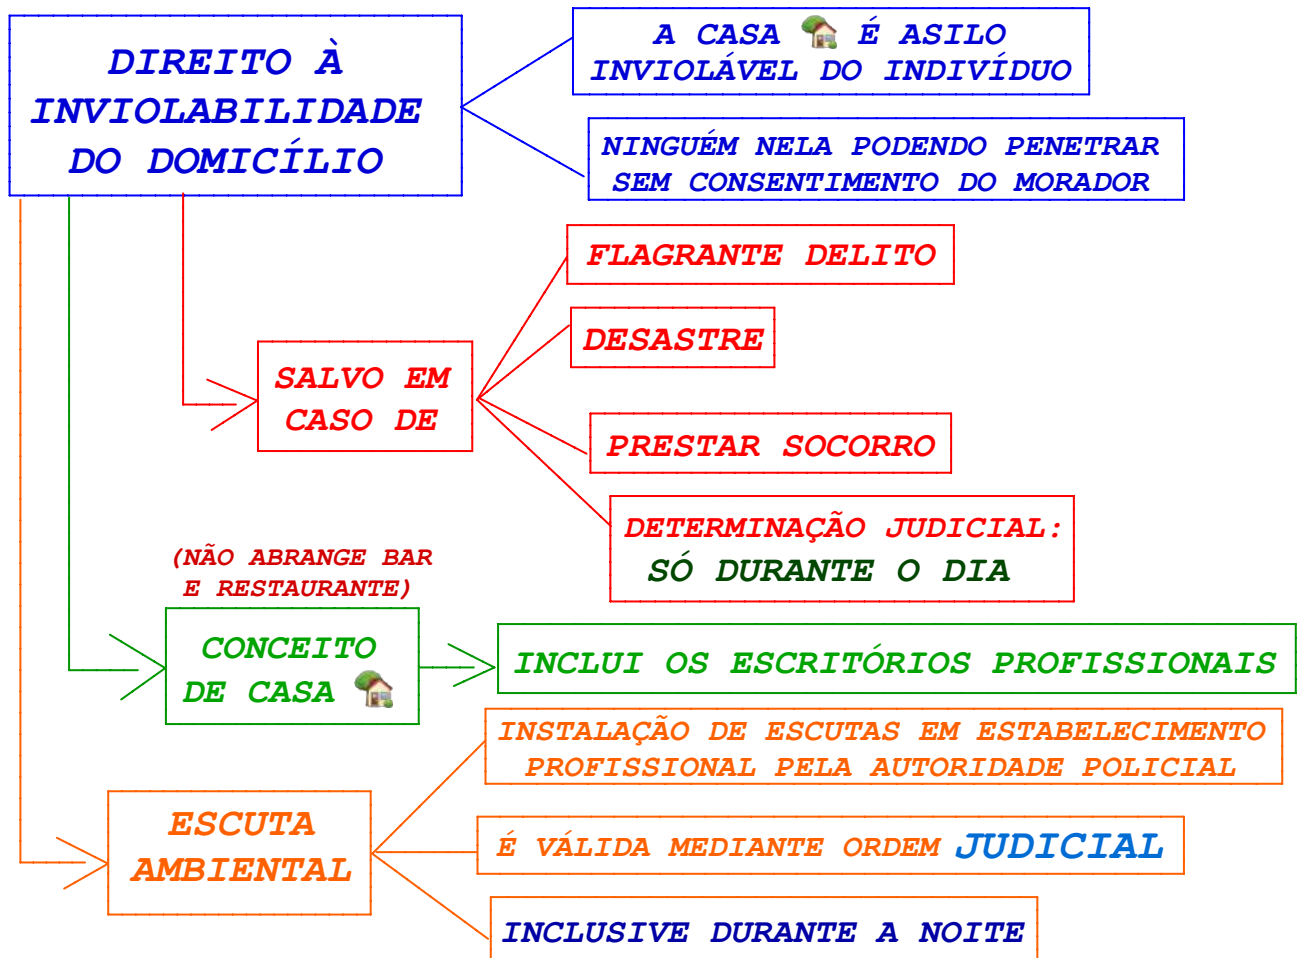 DIREITO À
INVIOLABILIDADE
DO DOMICÍLIO
A CASA 🏡 É ASILO
INVIOLÁVEL DO INDIVÍDUO
NINGUÉM NELA PODENDO PENETRAR
SEM CONSENTIMENTO DO MORADOR
SALVO EM
CASO DE
FLAGRANTE DELITO
DESASTRE
PRESTAR SOCORRO
DETERMINAÇÃO JUDICIAL:
SÓ DURANTE O DIA
(NÃO ABRANGE BAR
E RESTAURANTE)
CONCEITO
DE CASA 🏡
INCLUI OS ESCRITÓRIOS PROFISSIONAIS
ESCUTA
AMBIENTAL
INSTALAÇÃO DE ESCUTAS EM ESTABELECIMENTO
PROFISSIONAL PELA AUTORIDADE POLICIAL
É VÁLIDA MEDIANTE ORDEM JUDICIAL
INCLUSIVE DURANTE A NOITE